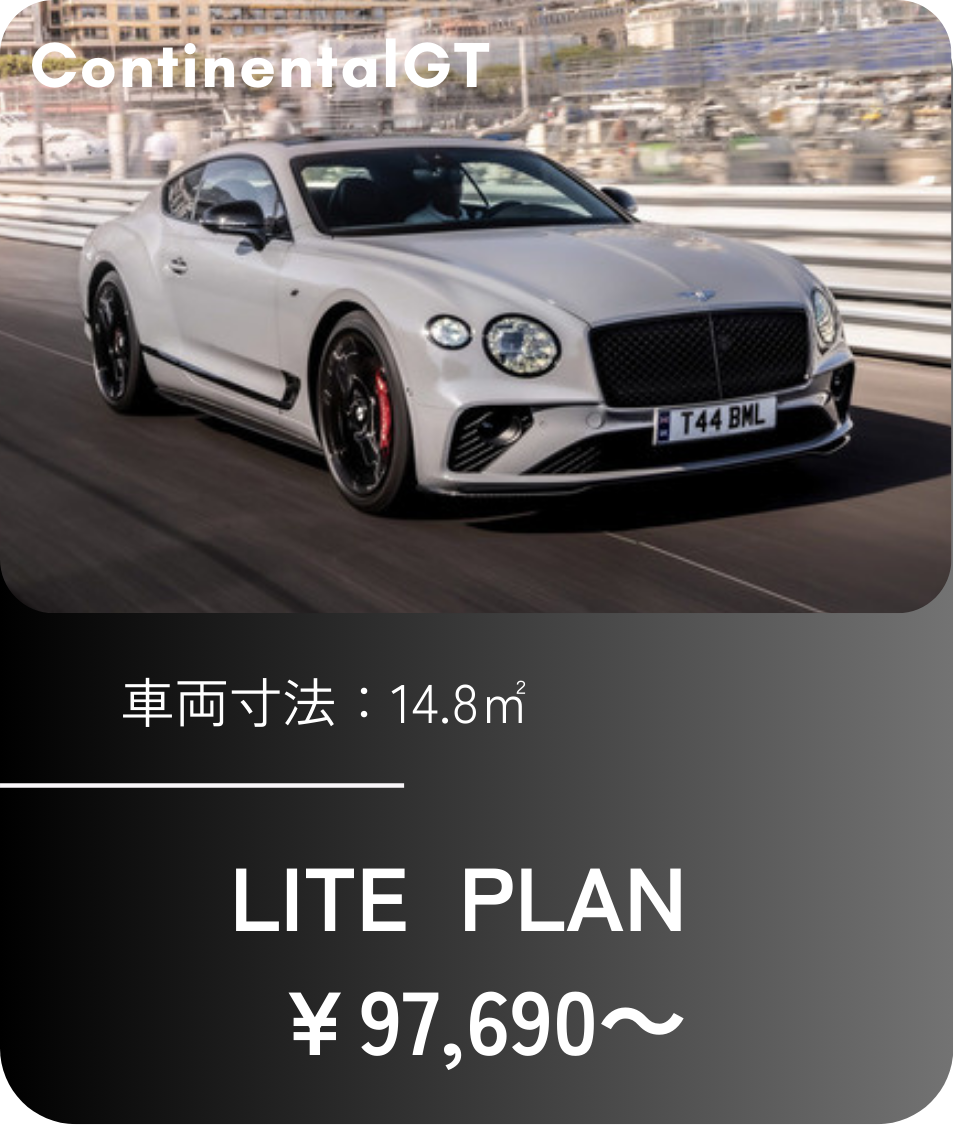 ContinentalGT
T44 BML
車両寸法：14.8㎡
LITE PLAN
¥97,690〜